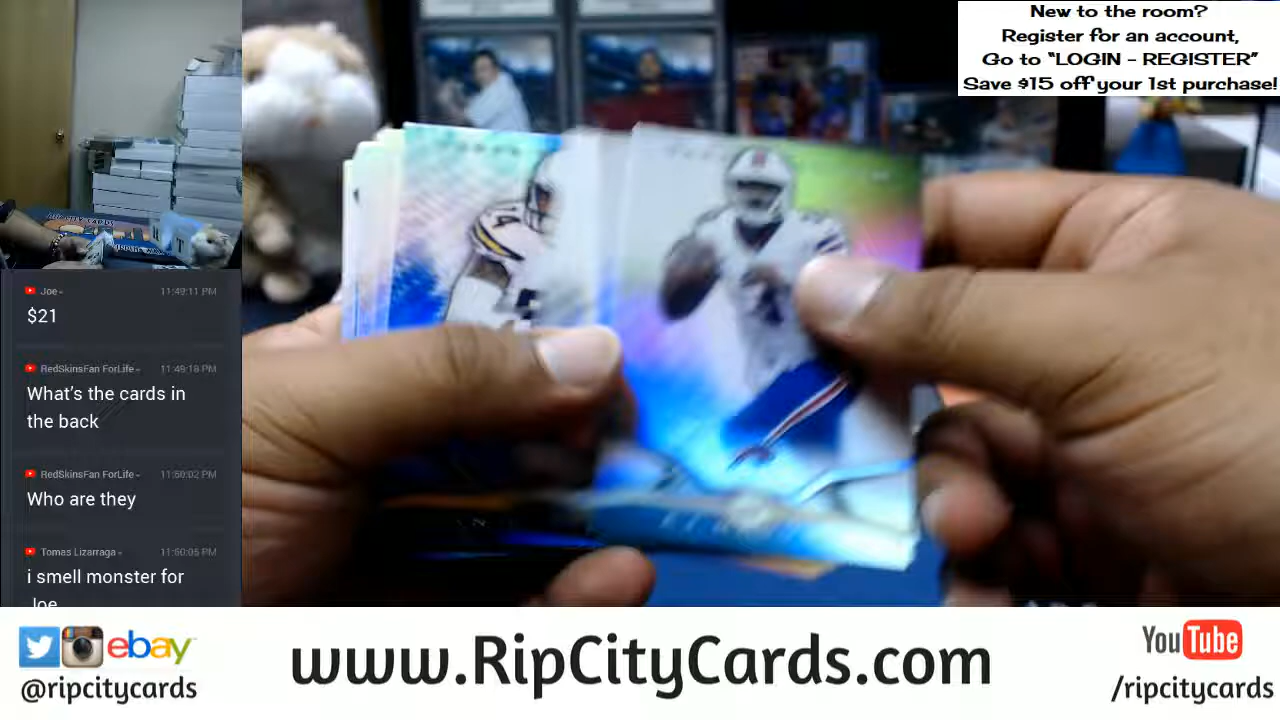 New to the room?
Register for an account,
Go to "LOGIN - REGISTER"
Save $15 off your 1st purchase!
Joe
11:49:11 PM
$21
RedSkinsFan ForLife
11:49:18 PM
What's the cards in
the back
RedSkinsFan ForLife
11:50:02 PM
Who are they
Tomas Lizarraga
11:50:05 PM
i smell monster for
Joe
ebay
@ripcitycards
www.RipCityCards.com
YouTube
/ripcitycards